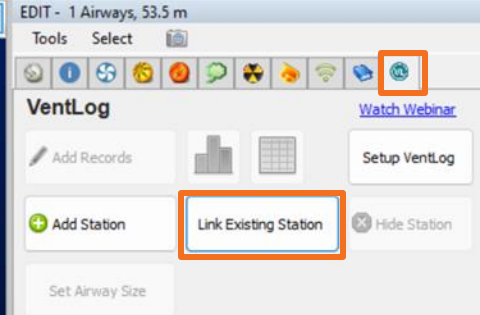 EDIT - 1 Airways, 53.5 m
Tools Select
VL
VentLog Watch Webinar
Add Records Setup VentLog
Add Station Link Existing Station Hide Station
Set Airway Size